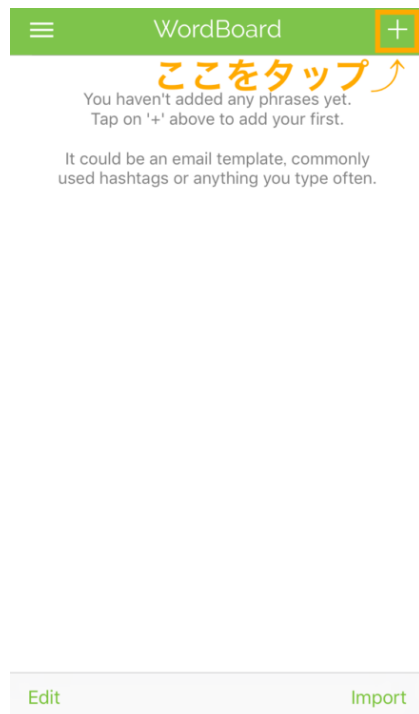 WordBoard
ここをタップ
You haven't added any phrases yet.
Tap on '+' above to add your first.
It could be an email template, commonly
used hashtags or anything you type often.
Edit
Import